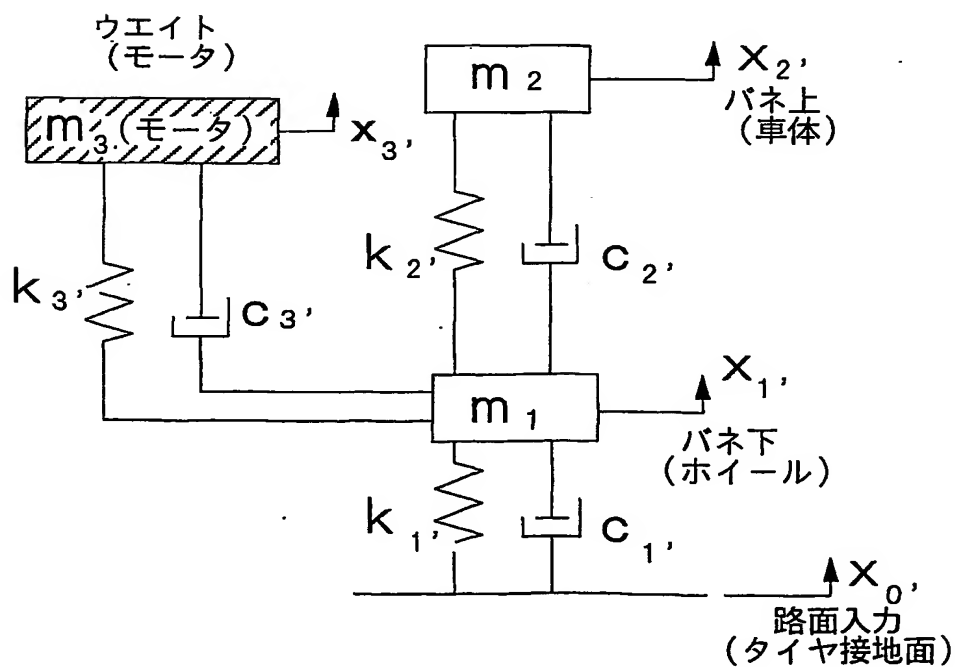 ウエイト
(モータ)
m₃(モータ)
x₃,
m₂
x₂,
バネ上
(車体)
k₃,
c₃,
k₂,
c₂,
m₁
x₁,
バネ下
(ホイール)
k₁,
c₁,
x₀,
路面入力
(タイヤ接地面)